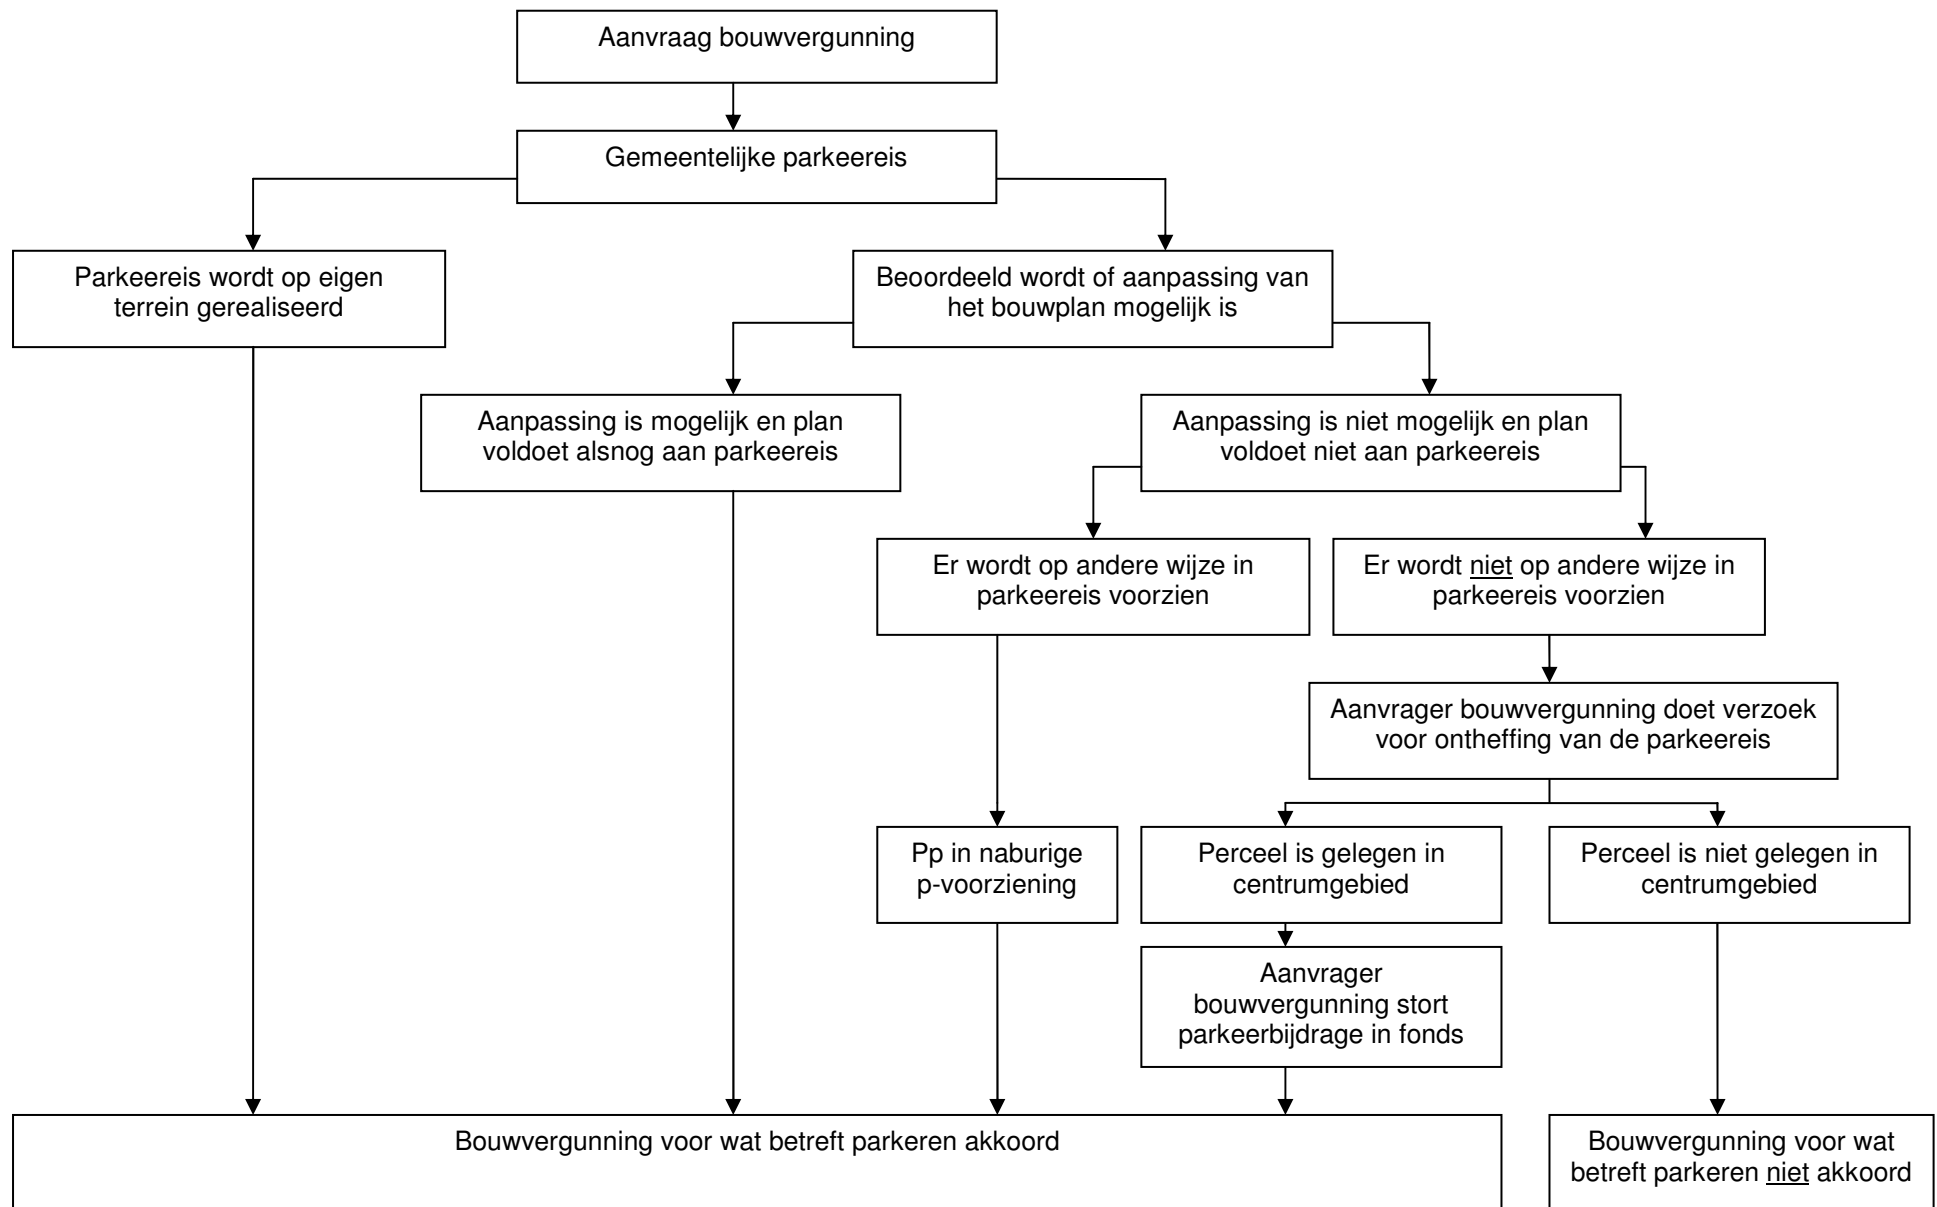 Aanvraag bouwvergunning
Gemeentelijke parkeereis
Parkeereis wordt op eigen
terrein gerealiseerd
Beoordeeld wordt of aanpassing van
het bouwplan mogelijk is
Aanpassing is mogelijk en plan
voldoet alsnog aan parkeereis
Aanpassing is niet mogelijk en plan
voldoet niet aan parkeereis
Er wordt op andere wijze in
parkeereis voorzien
Er wordt niet op andere wijze in
parkeereis voorzien
Aanvrager bouwvergunning doet verzoek
voor ontheffing van de parkeereis
Pp in naburige
p-voorziening
Perceel is gelegen in
centrumgebied
Perceel is niet gelegen in
centrumgebied
Aanvrager
bouwvergunning stort
parkeerbijdrage in fonds
Bouwvergunning voor wat betreft parkeren akkoord
Bouwvergunning voor wat
betreft parkeren niet akkoord